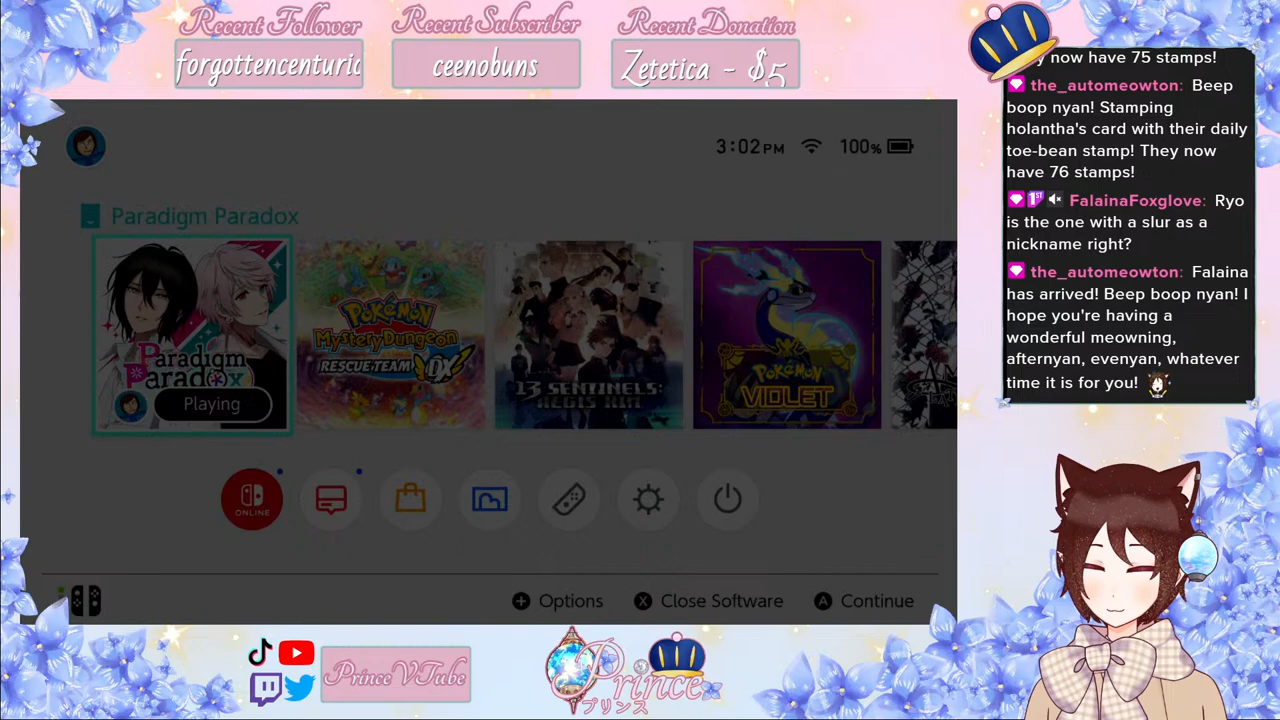 Recent Follower
forgottencenturic
Recent Subscriber
ceenobuns
Recent Donation
Zetetica - $5
3:02PM 100%
Paradigm Paradox
Paradigm
Paradox
Playing
Pokémon
Mystery Dungeon
RESCUE TEAM DX
13 SENTINELS:
AEGIS RIM
POKÉMON
VIOLET
ONLINE
Options
Close Software
Continue
Prince VTube
Prince
プリンス
y now have 75 stamps!
the_automeowton: Beep
boop nyan! Stamping
holantha's card with their daily
toe-bean stamp! They now
have 76 stamps!
1ST FalainaFoxglove: Ryo
is the one with a slur as a
nickname right?
the_automeowton: Falaina
has arrived! Beep boop nyan! I
hope you're having a
wonderful meowning,
afternyan, evenyan, whatever
time it is for you!